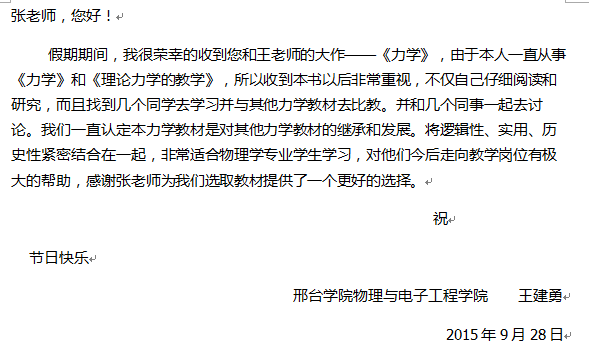 张老师，您好！
假期期间，我很荣幸的收到您和王老师的大作——《力学》，由于本人一直从事
《力学》和《理论力学的教学》，所以收到本书以后非常重视，不仅自己仔细阅读和
研究，而且找到几个同学去学习并与其他力学教材去比教。并和几个同事一起去讨
论。我们一直认定本力学教材是对其他力学教材的继承和发展。将逻辑性、实用、历
史性紧密结合在一起，非常适合物理学专业学生学习，对他们今后走向教学岗位有极
大的帮助，感谢张老师为我们选取教材提供了一个更好的选择。
祝
节日快乐
邢台学院物理与电子工程学院 王建勇
2015 年 9 月 28 日